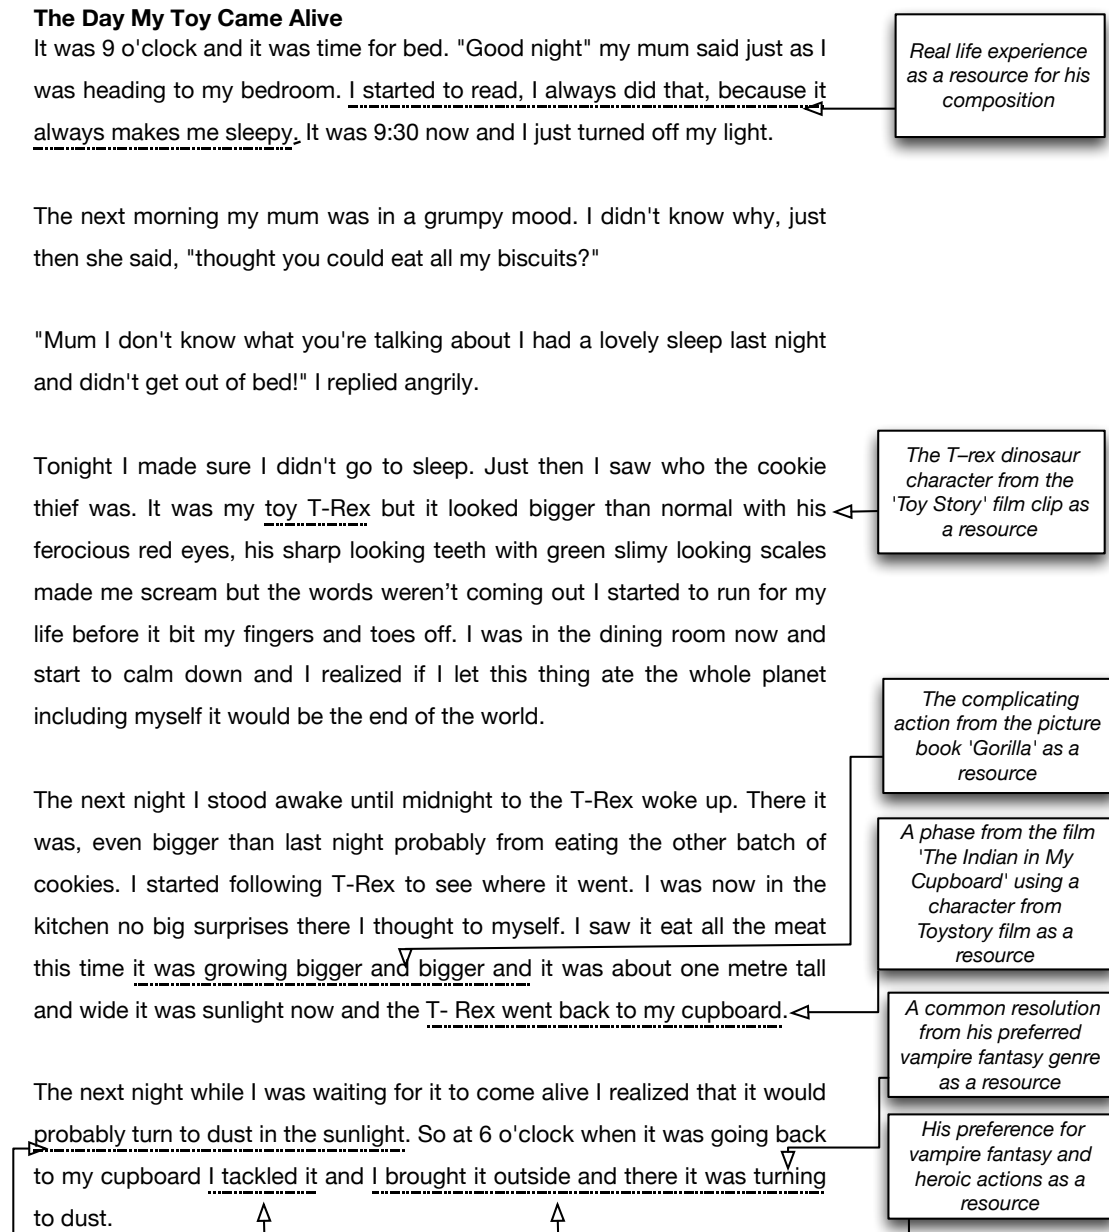 The Day My Toy Came Alive
It was 9 o'clock and it was time for bed. "Good night" my mum said just as I
was heading to my bedroom. I started to read, I always did that, because it
always makes me sleepy. It was 9:30 now and I just turned off my light.
Real life experience
as a resource for his
composition
The next morning my mum was in a grumpy mood. I didn't know why, just
then she said, "thought you could eat all my biscuits?"
"Mum I don't know what you're talking about I had a lovely sleep last night
and didn't get out of bed!" I replied angrily.
Tonight I made sure I didn't go to sleep. Just then I saw who the cookie
thief was. It was my toy T-Rex but it looked bigger than normal with his
ferocious red eyes, his sharp looking teeth with green slimy looking scales
made me scream but the words weren't coming out I started to run for my
life before it bit my fingers and toes off. I was in the dining room now and
start to calm down and I realized if I let this thing ate the whole planet
including myself it would be the end of the world.
The T–rex dinosaur
character from the
'Toy Story' film clip as
a resource
The next night I stood awake until midnight to the T-Rex woke up. There it
was, even bigger than last night probably from eating the other batch of
cookies. I started following T-Rex to see where it went. I was now in the
kitchen no big surprises there I thought to myself. I saw it eat all the meat
this time it was growing bigger and bigger and it was about one metre tall
and wide it was sunlight now and the T- Rex went back to my cupboard.
The complicating
action from the picture
book 'Gorilla' as a
resource
A phase from the film
'The Indian in My
Cupboard' using a
character from
Toystory film as a
resource
The next night while I was waiting for it to come alive I realized that it would
probably turn to dust in the sunlight. So at 6 o'clock when it was going back
to my cupboard I tackled it and I brought it outside and there it was turning
to dust.
A common resolution
from his preferred
vampire fantasy genre
as a resource
His preference for
vampire fantasy and
heroic actions as a
resource